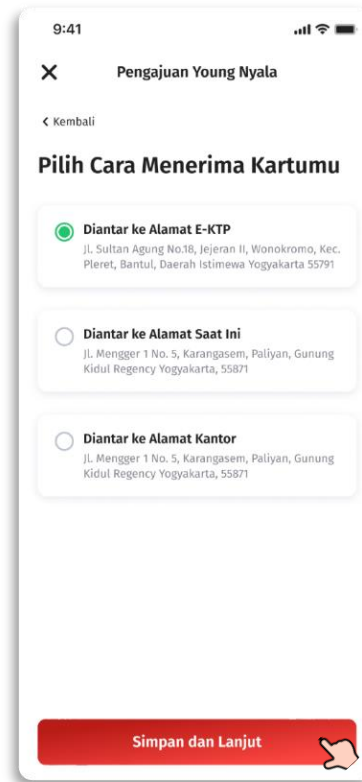 9:41
Pengajuan Young Nyala
Kembali
Pilih Cara Menerima Kartumu
Diantar ke Alamat E-KTP
Jl. Sultan Agung No.18, Jejeran II, Wonokromo, Kec.
Pleret, Bantul, Daerah Istimewa Yogyakarta 55791
Diantar ke Alamat Saat Ini
Jl. Mengger 1 No. 5, Karangasem, Paliyan, Gunung
Kidul Regency Yogyakarta, 55871
Diantar ke Alamat Kantor
Jl. Mengger 1 No. 5, Karangasem, Paliyan, Gunung
Kidul Regency Yogyakarta, 55871
Simpan dan Lanjut